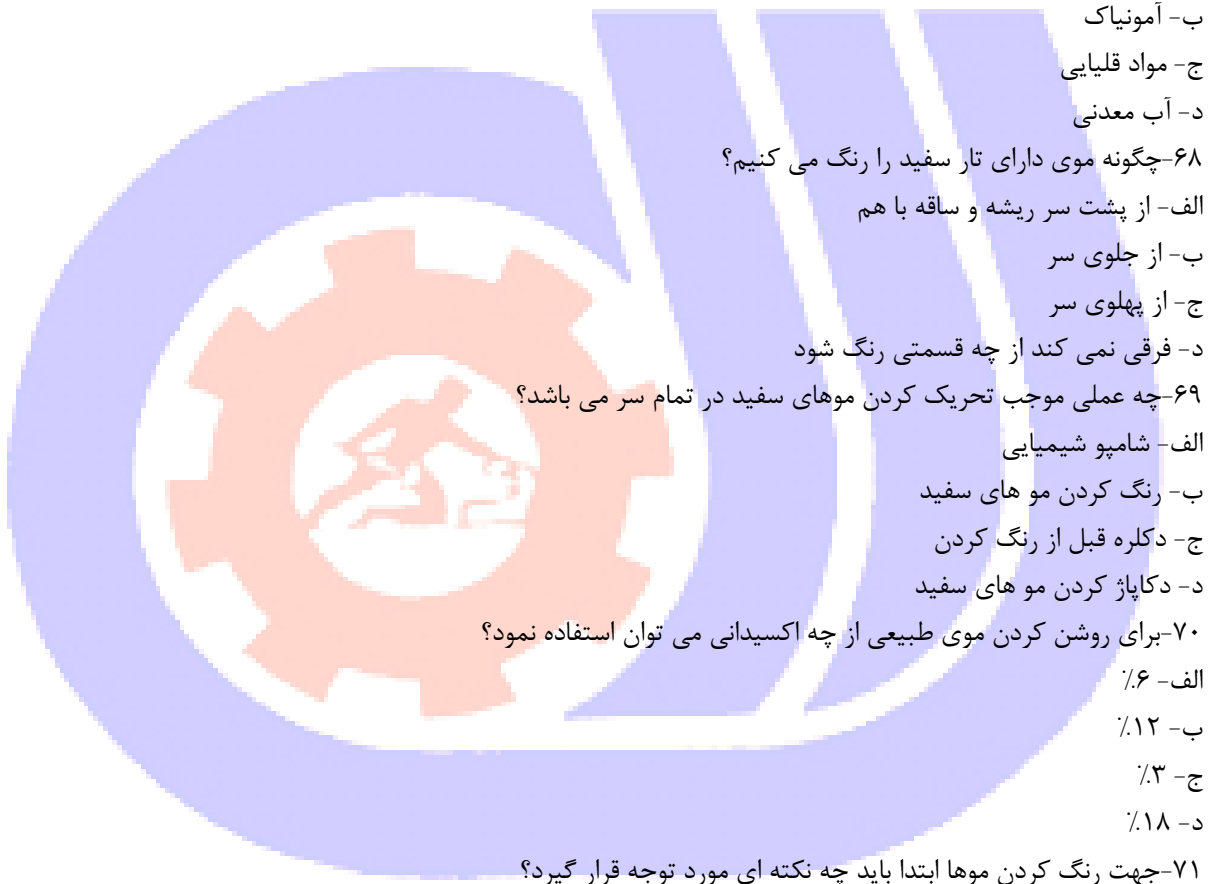 ب- آمونیاک
ج- مواد قلیایی
د- آب معدنی
۶۸-چگونه موی دارای تار سفید را رنگ می کنیم؟
الف- از پشت سر ریشه و ساقه با هم
ب- از جلوی سر
ج- از پهلوی سر
د- فرقی نمی کند از چه قسمتی رنگ شود
۶۹-چه عملی موجب تحریک کردن موهای سفید در تمام سر می باشد؟
الف- شامپو شیمیایی
ب- رنگ کردن مو های سفید
ج- دکلره قبل از رنگ کردن
د- دکاپاژ کردن مو های سفید
۷۰-برای روشن کردن موی طبیعی از چه اکسیدانی می توان استفاده نمود؟
الف- ۶٪
ب- ۱۲٪
ج- ۳٪
د- ۱۸٪
۷۱-جهت رنگ کردن موها ابتدا باید چه نکته ای مورد توجه قرار گیرد؟